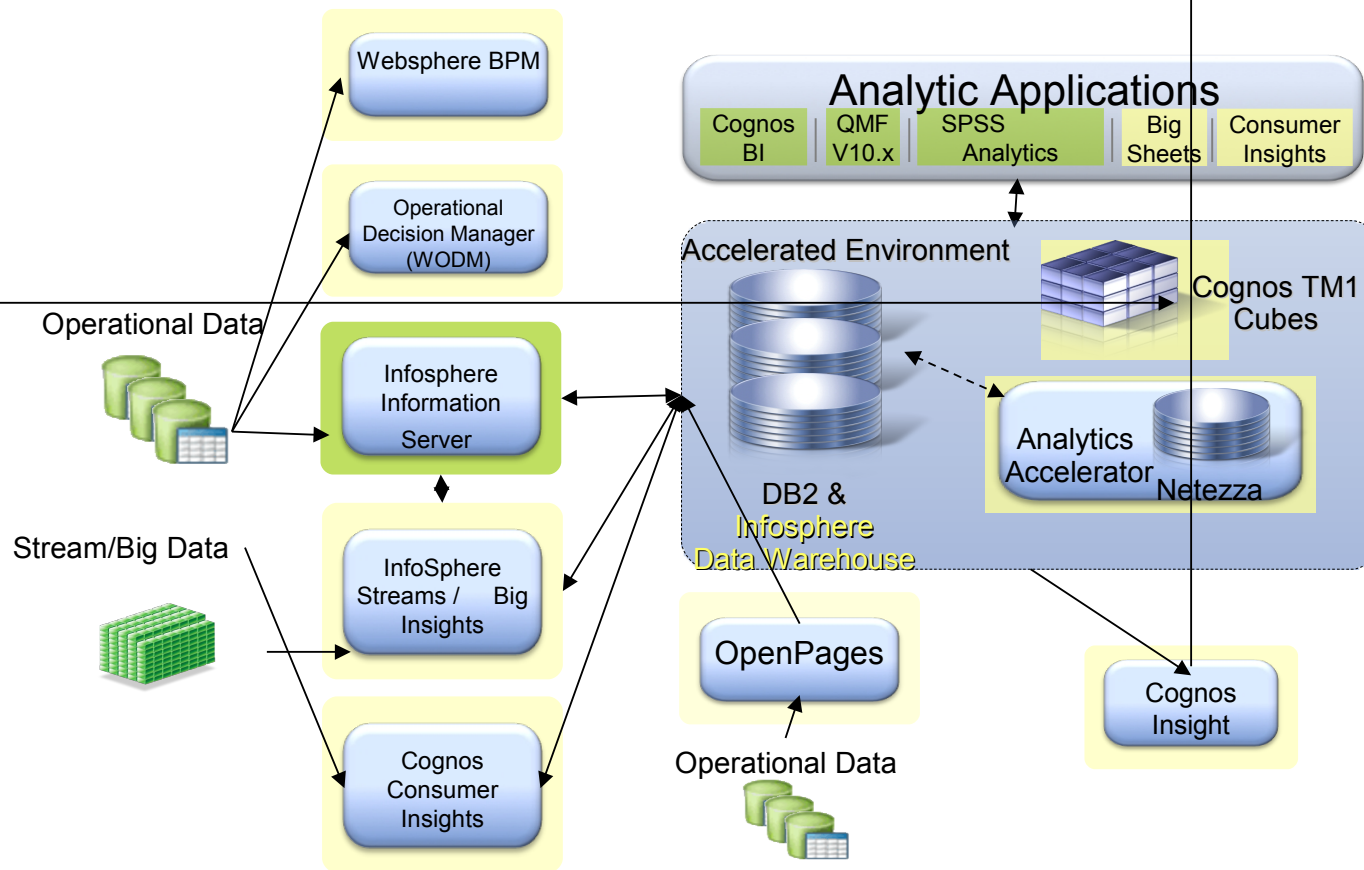 Websphere BPM
Operational
Decision Manager
(WODM)
Operational Data
Infosphere
Information
Server
Stream/Big Data
InfoSphere
Streams / Big
Insights
Cognos
Consumer
Insights
Analytic Applications
Cognos
BI
QMF
V10.x
SPSS
Analytics
Big
Sheets
Consumer
Insights
Accelerated Environment
Cognos TM1
Cubes
Analytics
Accelerator
Netezza
DB2 &
Infosphere
Data Warehouse
OpenPages
Operational Data
Cognos
Insight